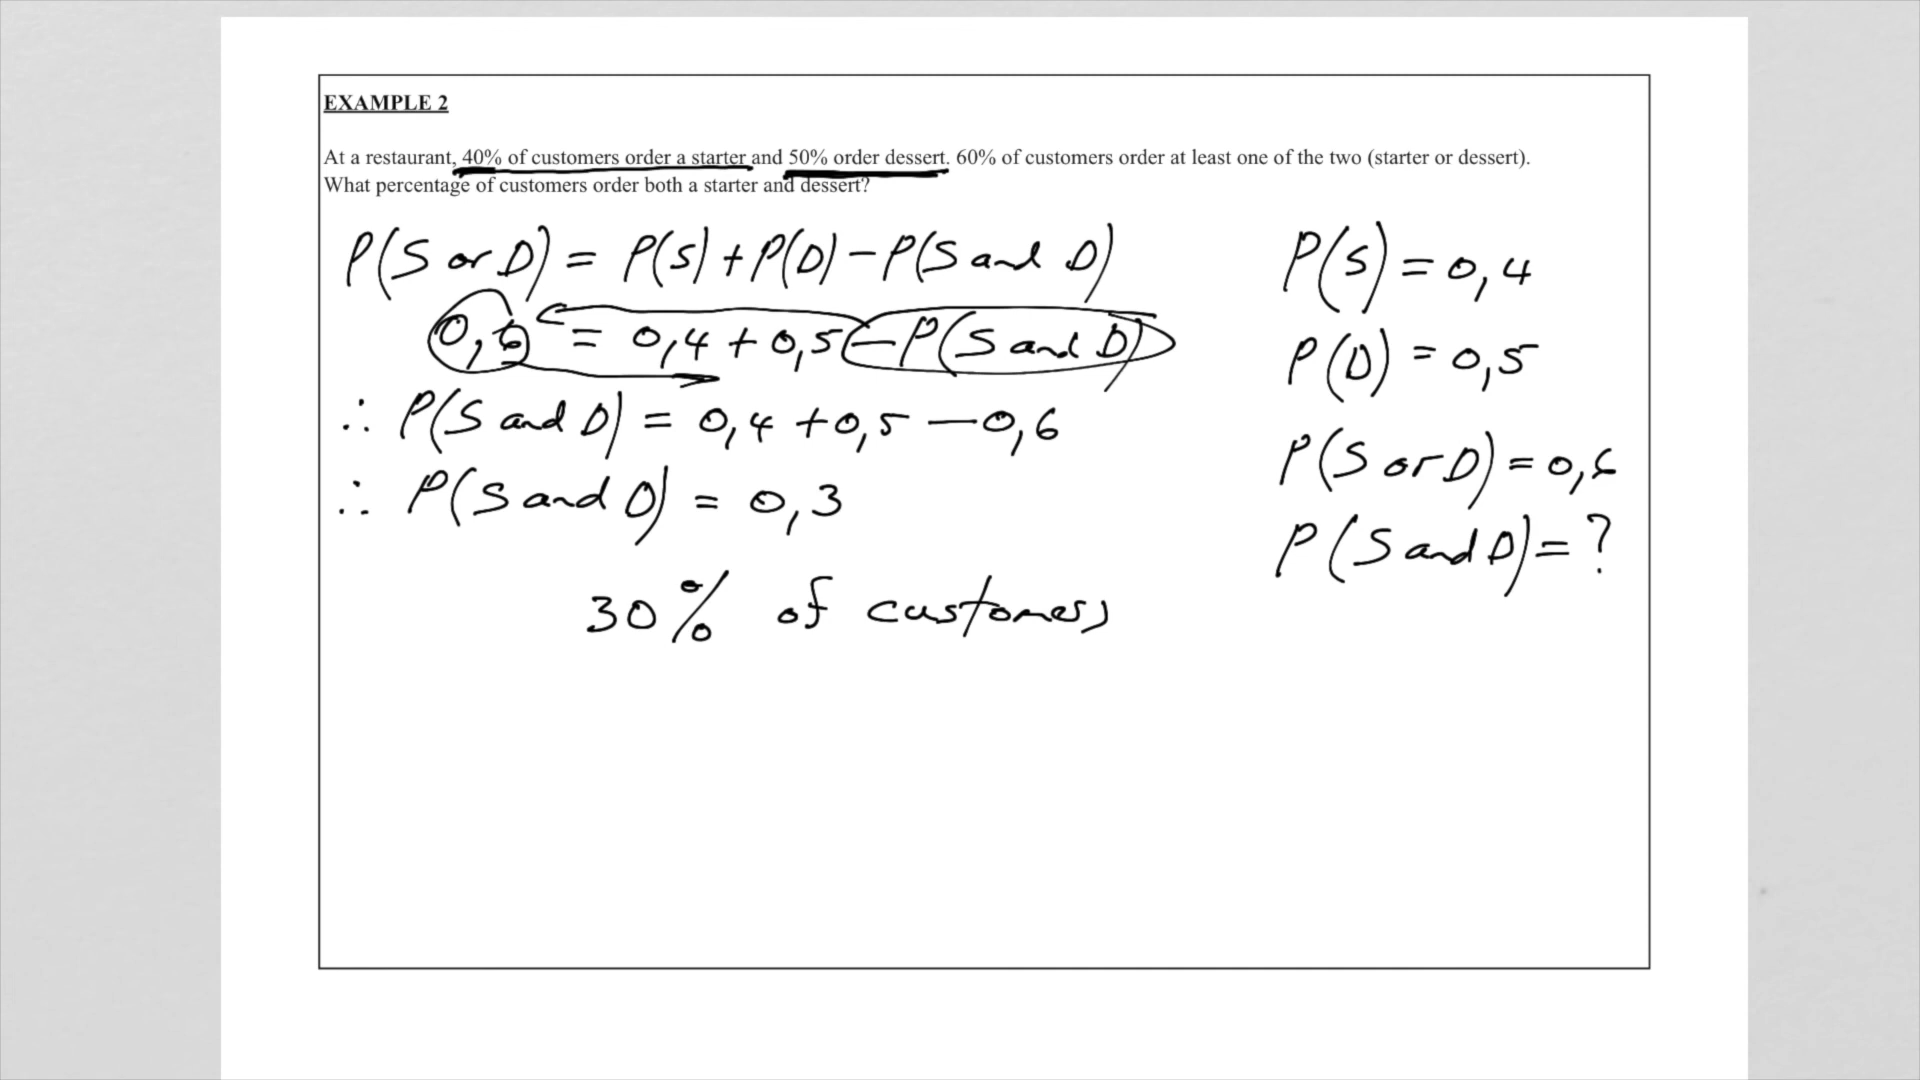 EXAMPLE 2
At a restaurant, 40% of customers order a starter and 50% order dessert. 60% of customers order at least one of the two (starter or dessert).
What percentage of customers order both a starter and dessert?
P(S or D) = P(S) + P(D) - P(S and D)
0,6 = 0,4 + 0,5 - P(S and D)
∴ P(S and D) = 0,4 + 0,5 - 0,6
∴ P(S and D) = 0,3
30% of customers
P(S) = 0,4
P(D) = 0,5
P(S or D) = 0,6
P(S and D) = ?